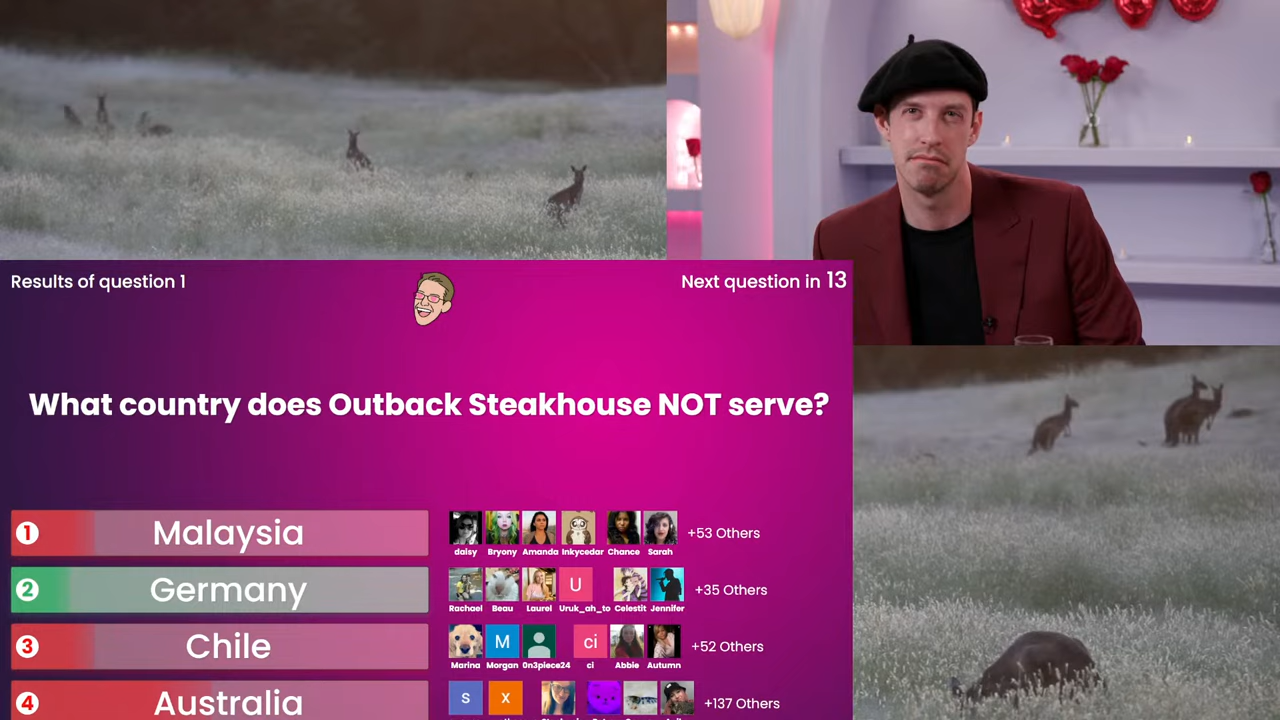 Results of question 1
Next question in 13
What country does Outback Steakhouse NOT serve?
1 Malaysia
daisy Bryony Amanda Inkycedar Chance Sarah +53 Others
2 Germany
Rachael Beau Laurel U Uruk_ah_to Celestit Jennifer +35 Others
3 Chile
M ci
Marina Morgan 0n3piece24 ci Abbie Autumn +52 Others
4 Australia
S X +137 Others